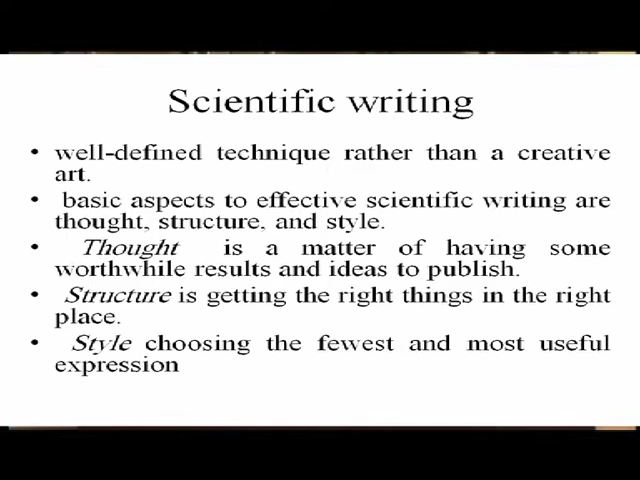 Scientific writing
• well-defined technique rather than a creative
art.
• basic aspects to effective scientific writing are
thought, structure, and style.
• Thought is a matter of having some
worthwhile results and ideas to publish.
• Structure is getting the right things in the right
place.
• Style choosing the fewest and most useful
expression